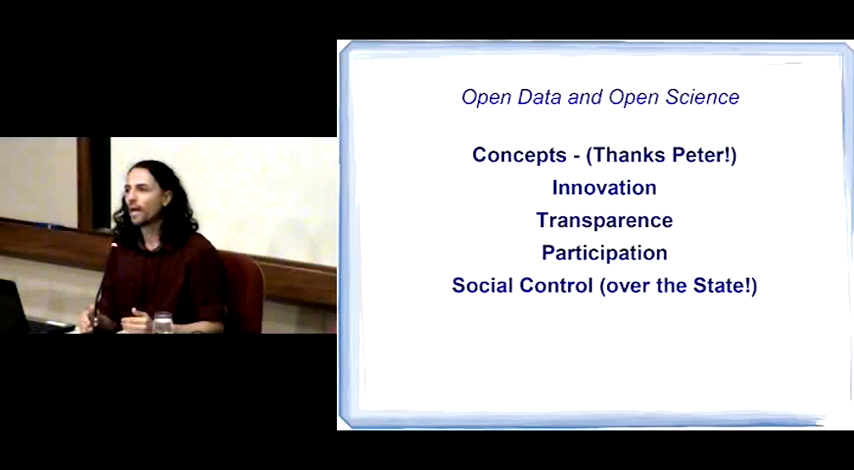 Open Data and Open Science
Concepts - (Thanks Peter!)
Innovation
Transparence
Participation
Social Control (over the State!)